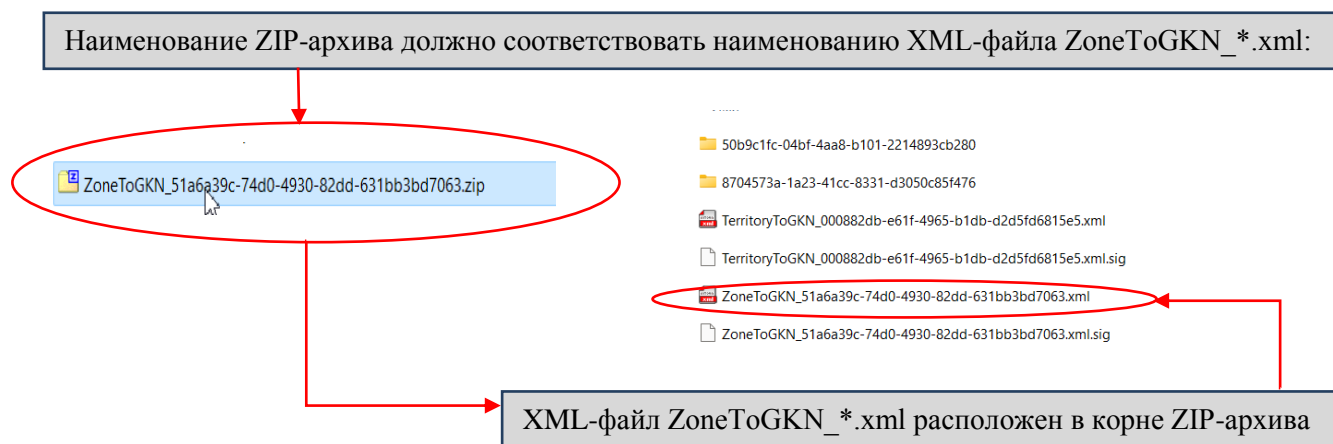 Наименование ZIP-архива должно соответствовать наименованию XML-файла ZoneToGKN_*.xml:
ZoneToGKN_51a6a39c-74d0-4930-82dd-631bb3bd7063.zip
50b9c1fc-04bf-4aa8-b101-2214893cb280
8704573a-1a23-41cc-8331-d3050c85f476
TerritoryToGKN_000882db-e61f-4965-b1db-d2d5fd6815e5.xml
TerritoryToGKN_000882db-e61f-4965-b1db-d2d5fd6815e5.xml.sig
ZoneToGKN_51a6a39c-74d0-4930-82dd-631bb3bd7063.xml
ZoneToGKN_51a6a39c-74d0-4930-82dd-631bb3bd7063.xml.sig
XML-файл ZoneToGKN_*.xml расположен в корне ZIP-архива